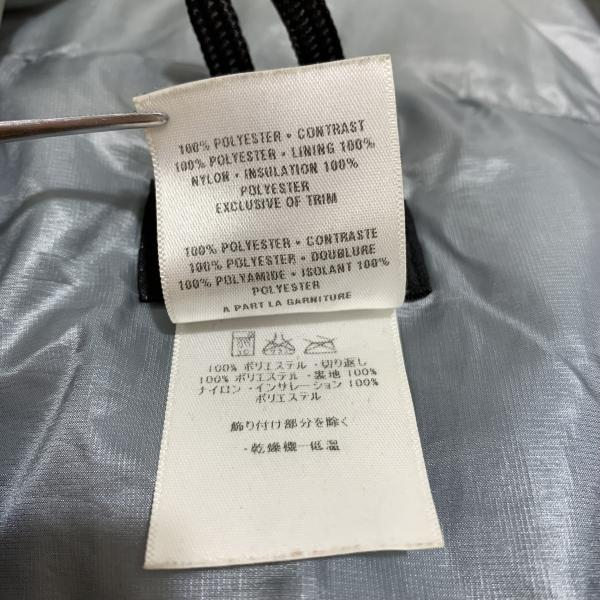 100% POLYESTER • CONTRAST
100% POLYESTER • LINING 100%
NYLON • INSULATION 100%
POLYESTER
EXCLUSIVE OF TRIM
100% POLYESTER • CONTRASTE
100% POLYESTER • DOUBLURE
100% POLYAMIDE • ISOLANT 100%
POLYESTER
A PART LA GARNITURE
100% ポリエステル・切り返し
100% ポリエステル・裏地 100%
ナイロン・インサレーション 100%
ポリエステル
飾り付け部分を除く
・乾燥機－低温